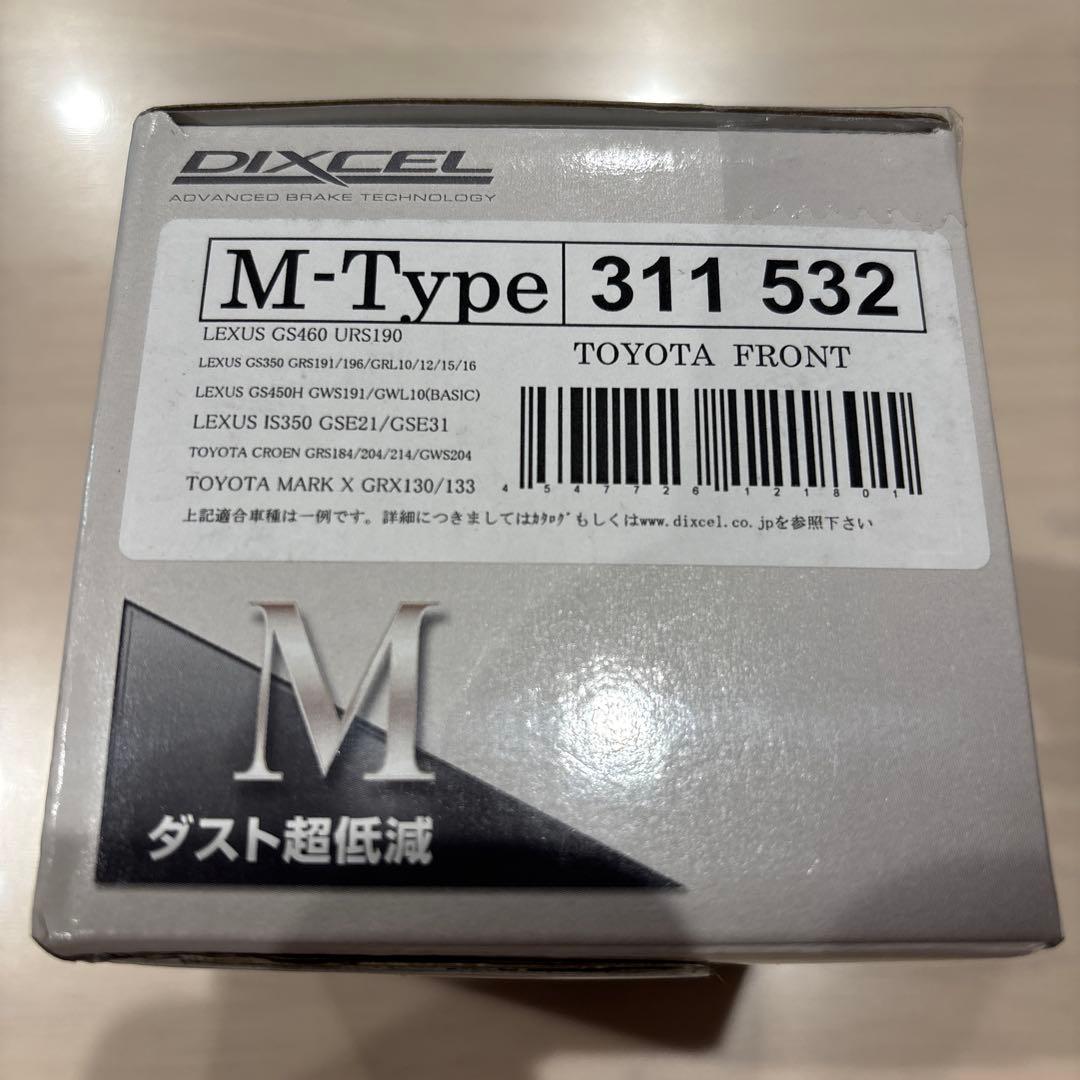 DIXCEL
ADVANCED BRAKE TECHNOLOGY
M-Type 311 532
LEXUS GS460 URS190
TOYOTA FRONT
LEXUS GS350 GRS191/196/GRL10/12/15/16
LEXUS GS450H GWS191/GWL10(BASIC)
LEXUS IS350 GSE21/GSE31
TOYOTA CROEN GRS184/204/214/GWS204
TOYOTA MARK X GRX130/133
4547726121801
上記適合車種は一例です。詳細につきましてはｶﾀﾛｸﾞもしくはwww.dixcel.co.jpを参照下さい
M
ダスト超低減